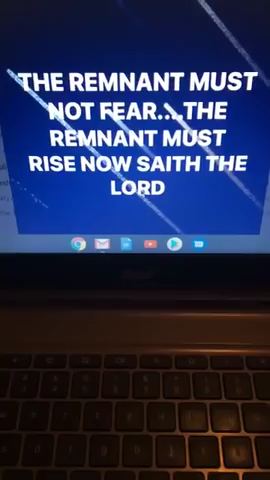 THE REMNANT MUST
NOT FEAR....THE
REMNANT MUST
RISE NOW SAITH THE
LORD